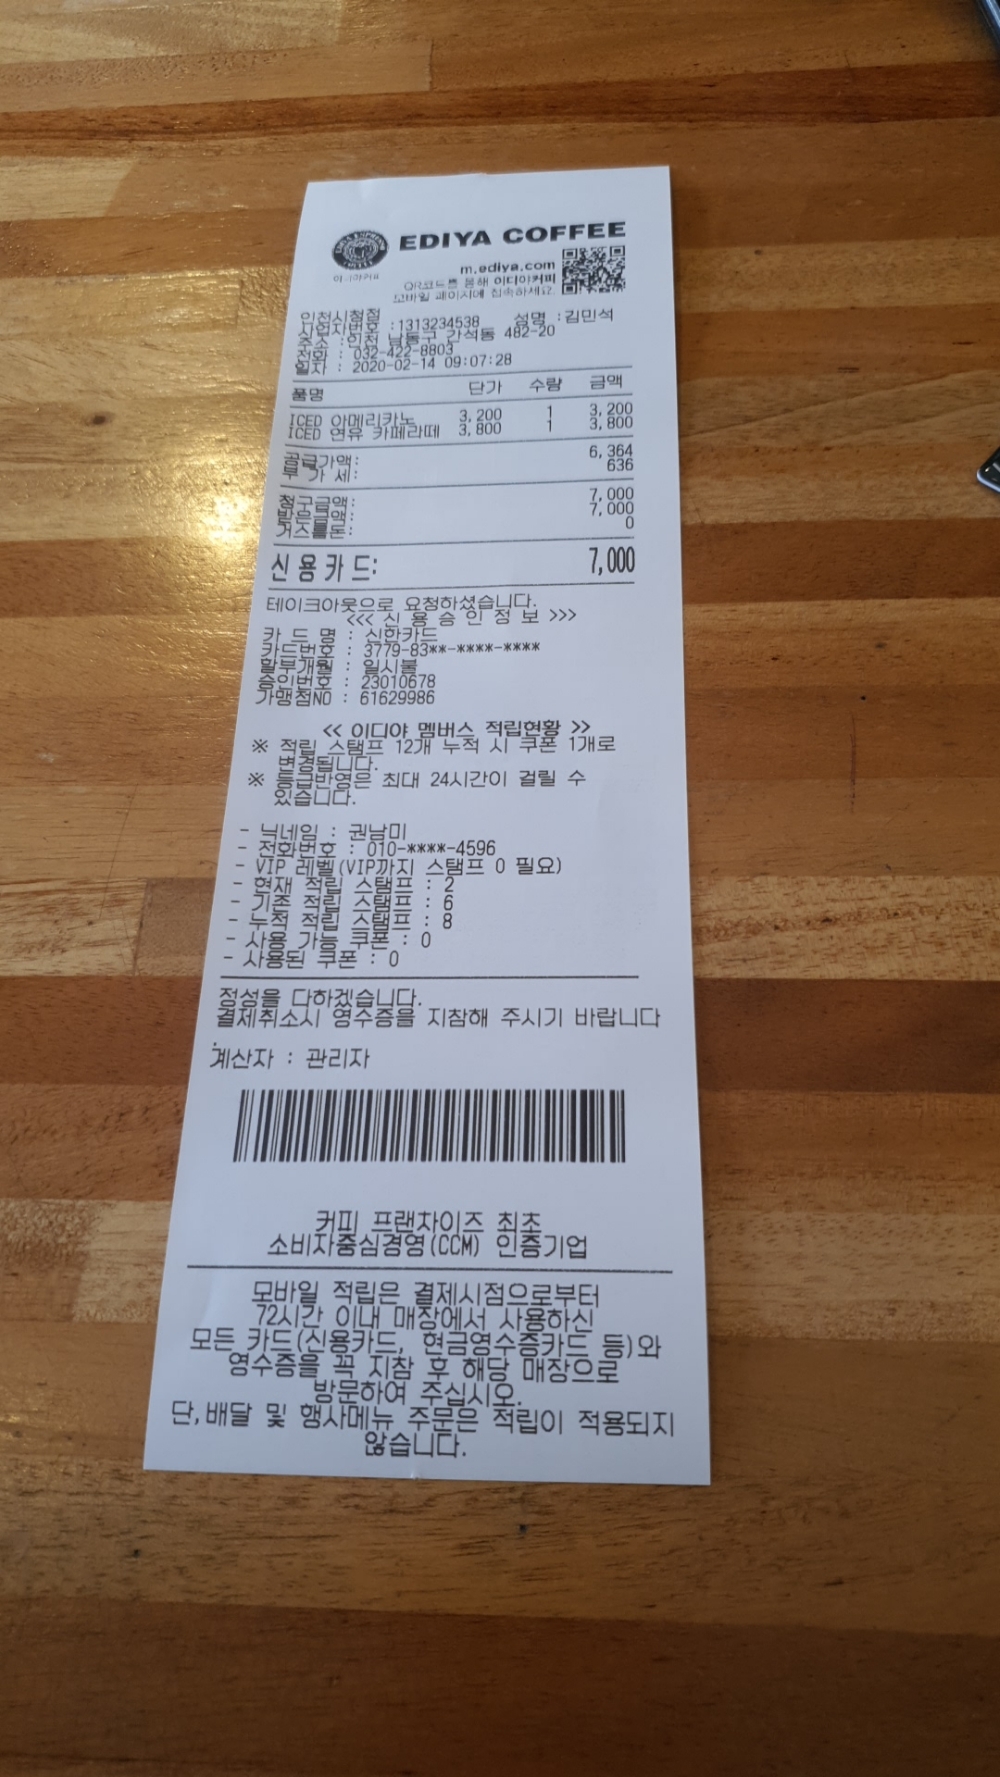 EDIYA COFFEE
이디야커피
m.ediya.com
QR코드를 통해 이디야커피
모바일 페이지에 접속하세요.
인천시청점
사업자번호 :1313234538 성명 :김민석
주소 :인천 남동구 간석동 482-20
전화 : 032-422-8803
일자 : 2020-02-14 09:07:28
품명 단가 수량 금액
ICED 아메리카노 3,200 1 3,200
ICED 연유 카페라떼 3,800 1 3,800
공급가액: 6,364
부 가 세: 636
청구금액: 7,000
받은금액: 7,000
거스름돈: 0
신용카드: 7,000
테이크아웃으로 요청하셨습니다.
<<< 신 용 승 인 정 보 >>>
카 드 명 : 신한카드
카드번호 : 3779-83**-****-****
할부개월 : 일시불
승인번호 : 23010678
가맹점NO : 61629986
<< 이디야 멤버스 적립현황 >>
※ 적립 스탬프 12개 누적 시 쿠폰 1개로
변경됩니다.
※ 등급반영은 최대 24시간이 걸릴 수
있습니다.
- 닉네임 : 권남미
- 전화번호 : 010-****-4596
- VIP 레벨(VIP까지 스탬프 0 필요)
- 현재 적립 스탬프 : 2
- 기존 적립 스탬프 : 6
- 누적 적립 스탬프 : 8
- 사용 가능 쿠폰 : 0
- 사용된 쿠폰 : 0
정성을 다하겠습니다.
결제취소시 영수증을 지참해 주시기 바랍니다
.
계산자 : 관리자
커피 프랜차이즈 최초
소비자중심경영(CCM) 인증기업
모바일 적립은 결제시점으로부터
72시간 이내 매장에서 사용하신
모든 카드(신용카드, 현금영수증카드 등)와
영수증을 꼭 지참 후 해당 매장으로
방문하여 주십시오.
단,배달 및 행사메뉴 주문은 적립이 적용되지
않습니다.